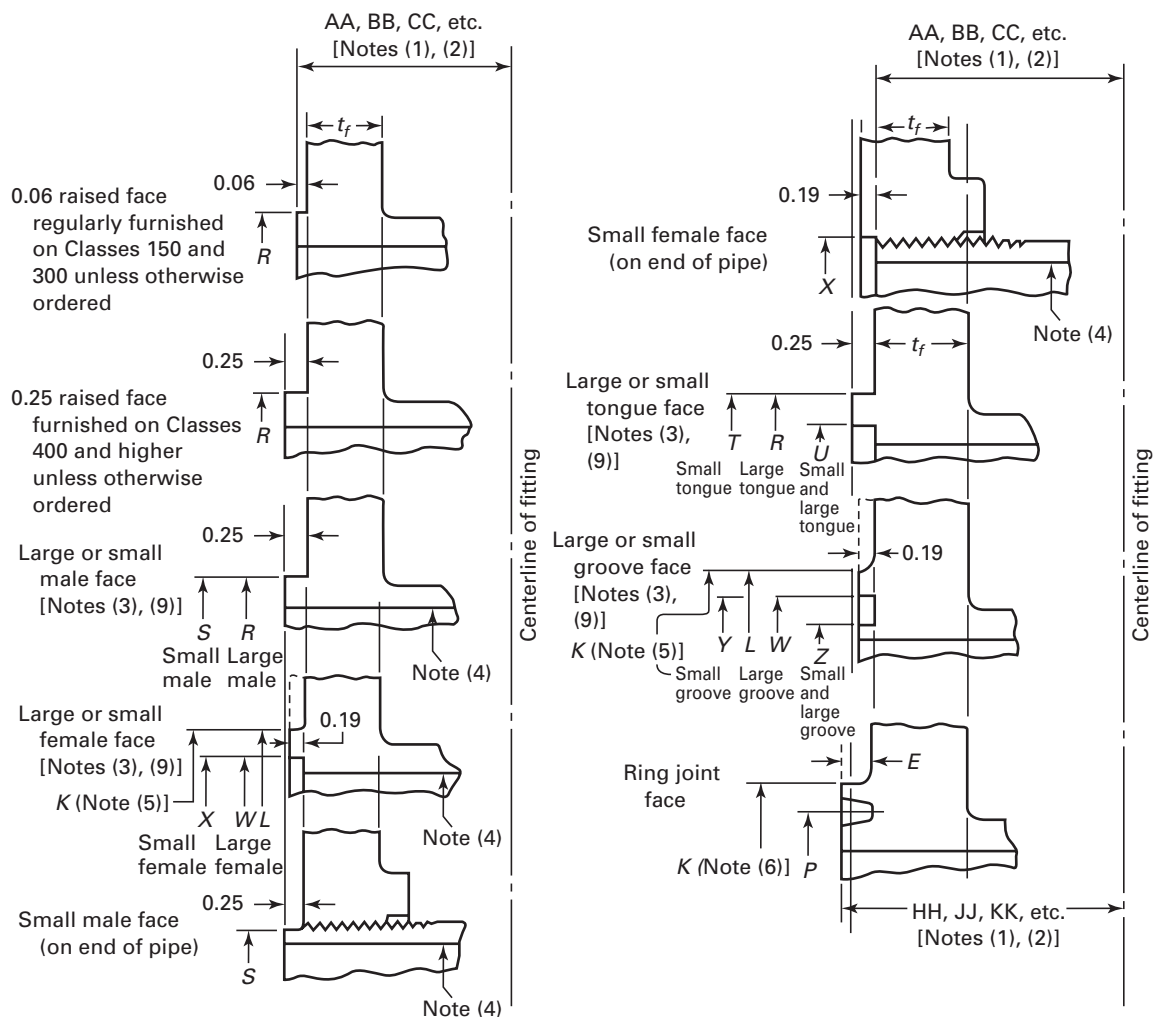 AA, BB, CC, etc.
[Notes (1), (2)]
t_f
0.06
0.06 raised face
regularly furnished
on Classes 150 and
300 unless otherwise
ordered
R
0.25
0.25 raised face
furnished on Classes
400 and higher
unless otherwise
ordered
R
0.25
Large or small
male face
[Notes (3), (9)]
S R
Small Large
male male
Note (4)
Large or small
female face
[Notes (3), (9)]
0.19
K (Note (5)]
X W L
Small Large
female female
Note (4)
0.25
Small male face
(on end of pipe)
S
Note (4)
Centerline of fitting
AA, BB, CC, etc.
[Notes (1), (2)]
t_f
0.19
Small female face
(on end of pipe)
X
Note (4)
0.25
t_f
Large or small
tongue face
[Notes (3),
(9)]
T R U
Small Large Small
tongue tongue and
large
tongue
Large or small
groove face
[Notes (3),
(9)]
0.19
K (Note (5)]
Y L W Z
Small Large Small
groove groove and
large
groove
Ring joint
face
E
K (Note (6)]
P
HH, JJ, KK, etc.
[Notes (1), (2)]
Centerline of fitting